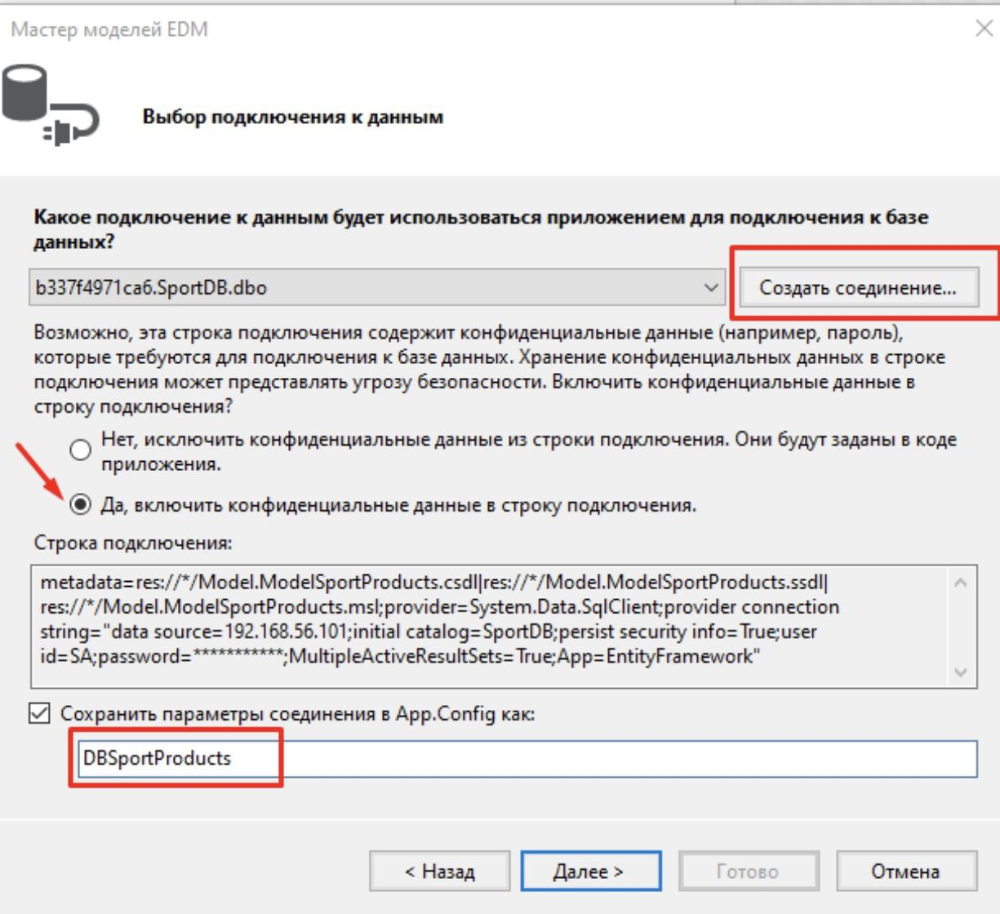 Мастер моделей EDM
Выбор подключения к данным
Какое подключение к данным будет использоваться приложением для подключения к базе
данных?
b337f4971ca6.SportDB.dbo
Создать соединение...
Возможно, эта строка подключения содержит конфиденциальные данные (например, пароль),
которые требуются для подключения к базе данных. Хранение конфиденциальных данных в строке
подключения может представлять угрозу безопасности. Включить конфиденциальные данные в
строку подключения?
Нет, исключить конфиденциальные данные из строки подключения. Они будут заданы в коде
приложения.
Да, включить конфиденциальные данные в строку подключения.
Строка подключения:
metadata=res://*/Model.ModelSportProducts.csdl|res://*/Model.ModelSportProducts.ssdl|
res://*/Model.ModelSportProducts.msl;provider=System.Data.SqlClient;provider connection
string="data source=192.168.56.101;initial catalog=SportDB;persist security info=True;user
id=SA;password=***********;MultipleActiveResultSets=True;App=EntityFramework"
Сохранить параметры соединения в App.Config как:
DBSportProducts
< Назад
Далее >
Готово
Отмена